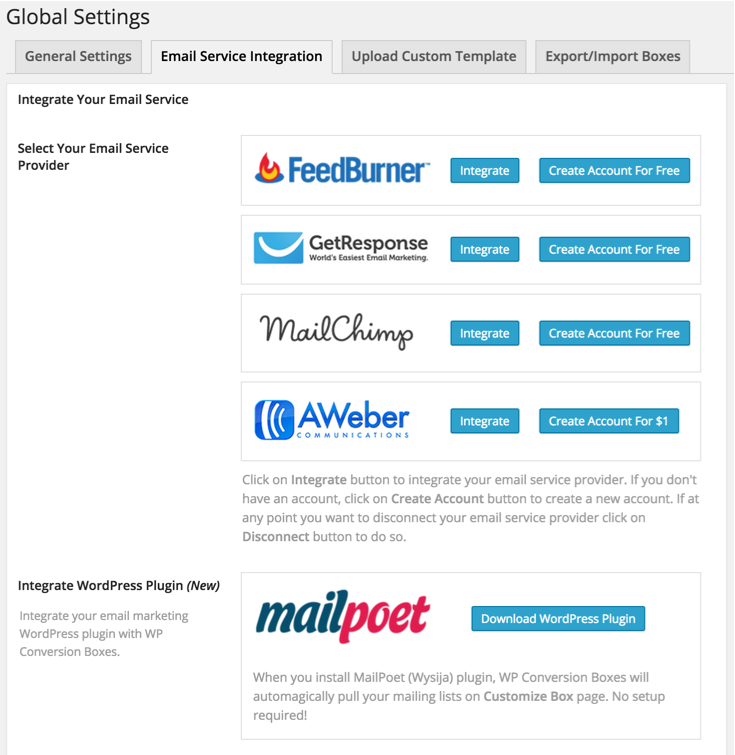 Global Settings
General Settings Email Service Integration Upload Custom Template Export/Import Boxes
Integrate Your Email Service
Select Your Email Service
Provider
FeedBurner™ Integrate Create Account For Free
GetResponse
World's Easiest Email Marketing.
Integrate Create Account For Free
MailChimp Integrate Create Account For Free
AWeber
COMMUNICATIONS
Integrate Create Account For $1
Click on Integrate button to integrate your email service provider. If you don't
have an account, click on Create Account button to create a new account. If at
any point you want to disconnect your email service provider click on
Disconnect button to do so.
Integrate WordPress Plugin (New)
Integrate your email marketing
WordPress plugin with WP
Conversion Boxes.
mailpoet Download WordPress Plugin
When you install MailPoet (Wysija) plugin, WP Conversion Boxes will
automagically pull your mailing lists on Customize Box page. No setup
required!